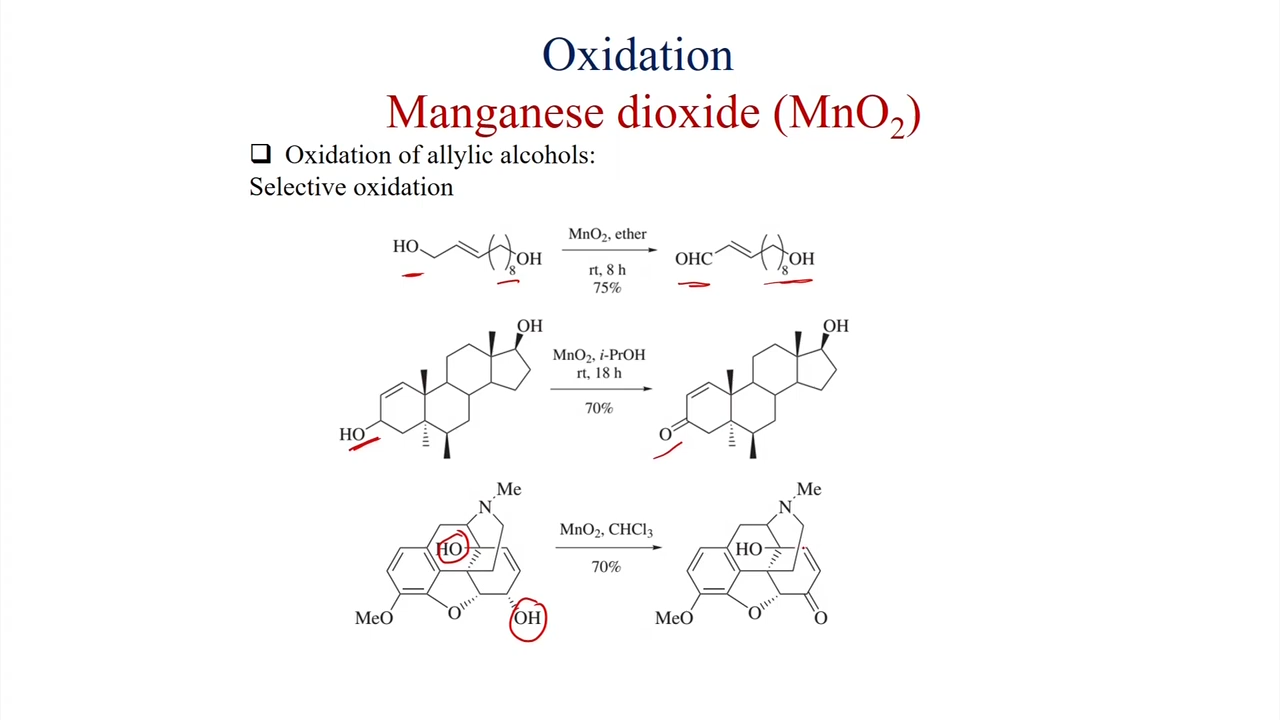 Oxidation
Manganese dioxide (MnO₂)
❑ Oxidation of allylic alcohols:
Selective oxidation
HO
OH
8
MnO₂, ether
rt, 8 h
75%
OHC
OH
8
OH
HO
MnO₂, i-PrOH
rt, 18 h
70%
OH
O
Me
N
HO
MeO
O
OH
MnO₂, CHCl₃
70%
Me
N
HO
MeO
O
O